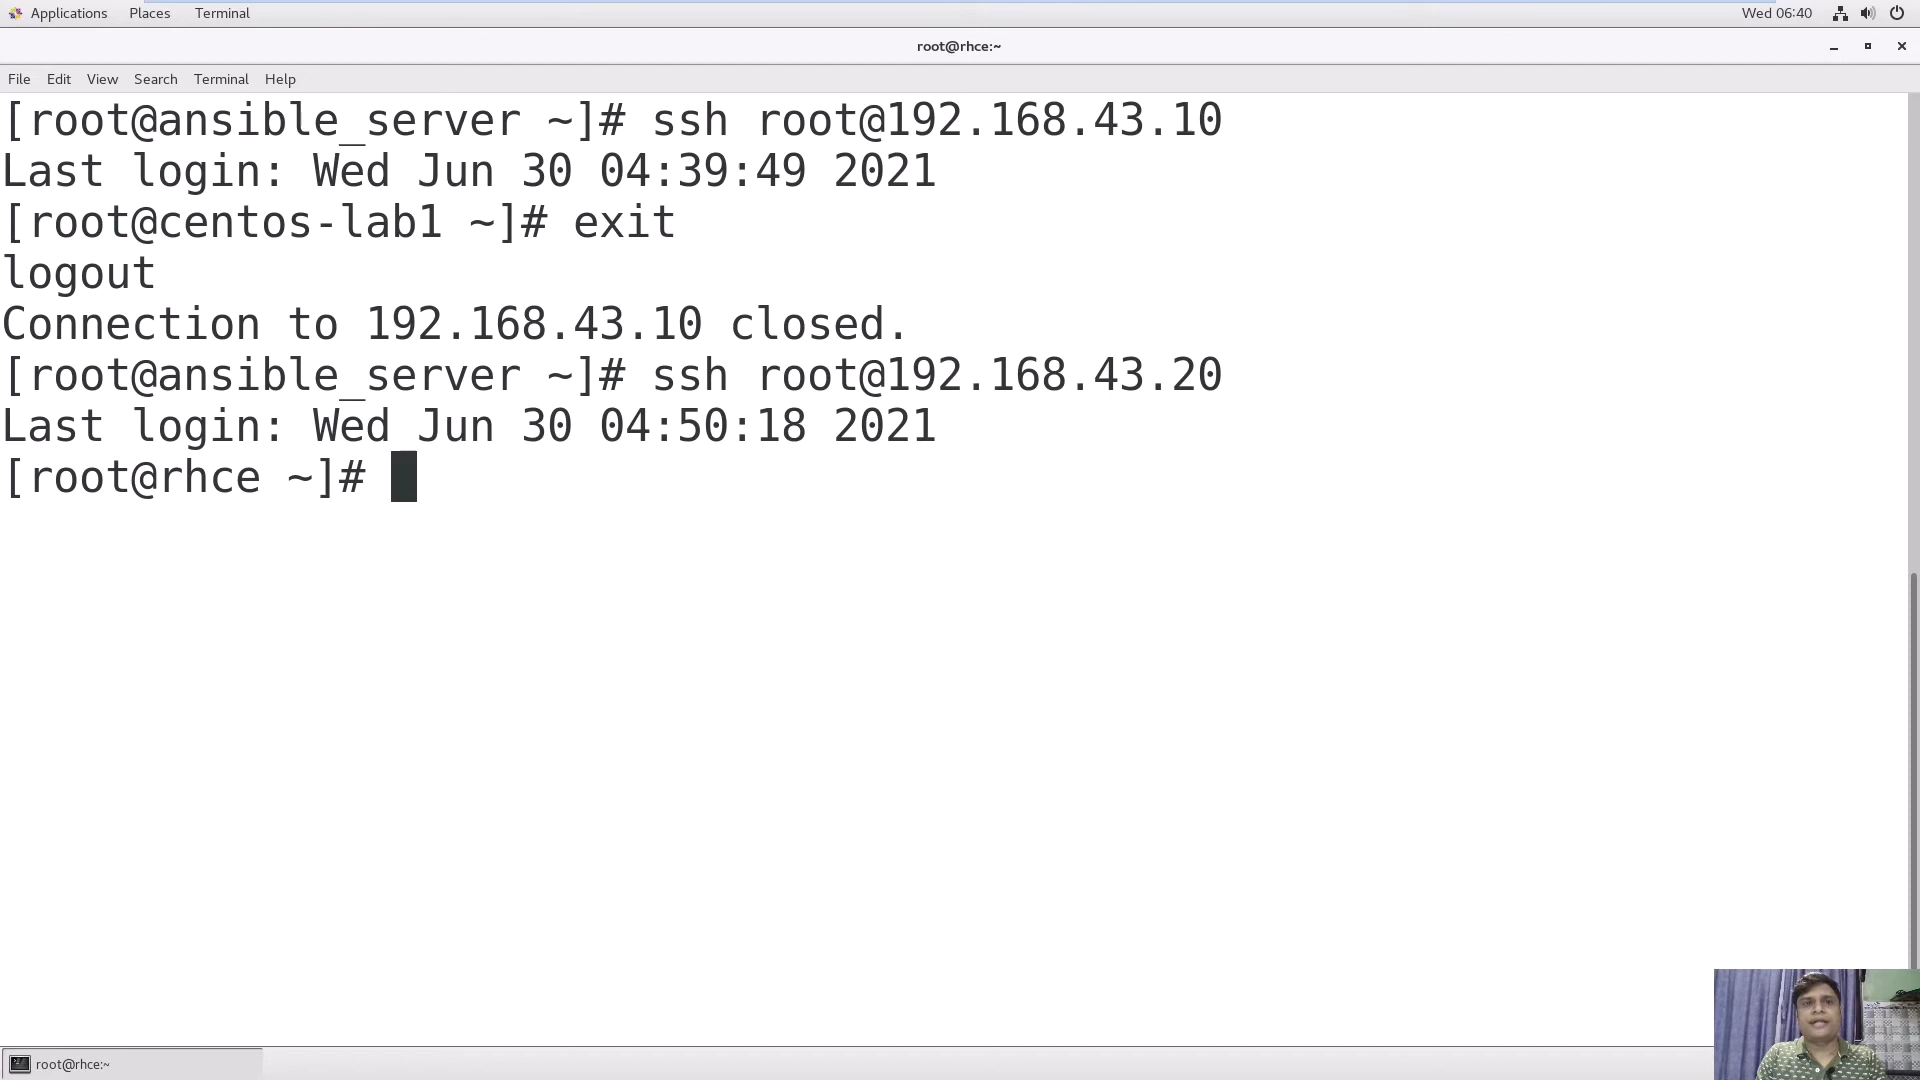 Applications Places Terminal Wed 06:40
root@rhce:~
File Edit View Search Terminal Help
[root@ansible_server ~]# ssh root@192.168.43.10
Last login: Wed Jun 30 04:39:49 2021
[root@centos-lab1 ~]# exit
logout
Connection to 192.168.43.10 closed.
[root@ansible_server ~]# ssh root@192.168.43.20
Last login: Wed Jun 30 04:50:18 2021
[root@rhce ~]#
root@rhce:~